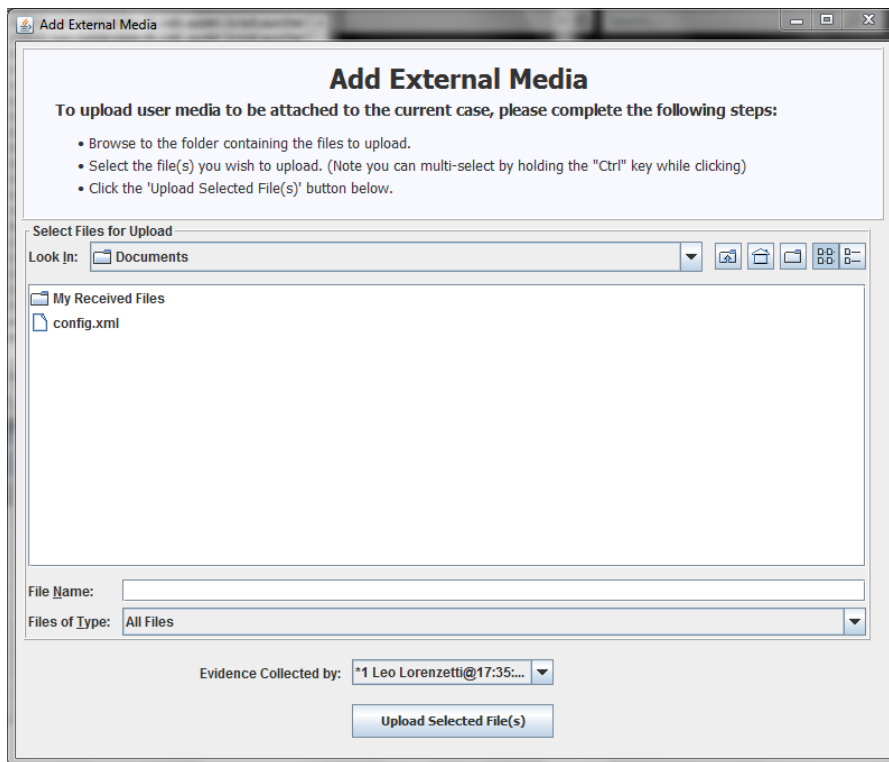 Add External Media
Add External Media
To upload user media to be attached to the current case, please complete the following steps:
• Browse to the folder containing the files to upload.
• Select the file(s) you wish to upload. (Note you can multi-select by holding the "Ctrl" key while clicking)
• Click the 'Upload Selected File(s)' button below.
Select Files for Upload
Look In: Documents
My Received Files
config.xml
File Name:
Files of Type: All Files
Evidence Collected by: *1 Leo Lorenzetti@17:35:...
Upload Selected File(s)